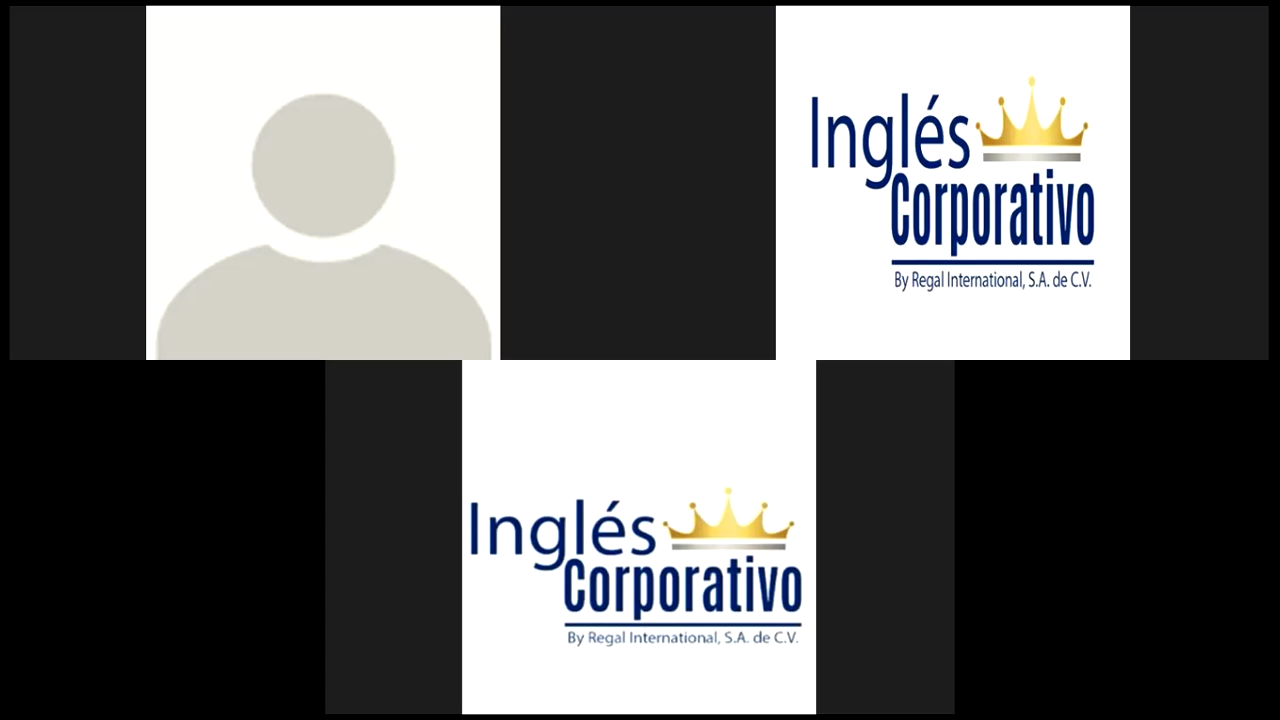 Inglés
Corporativo
By Regal International, S.A. de C.V.
Inglés
Corporativo
By Regal International, S.A. de C.V.